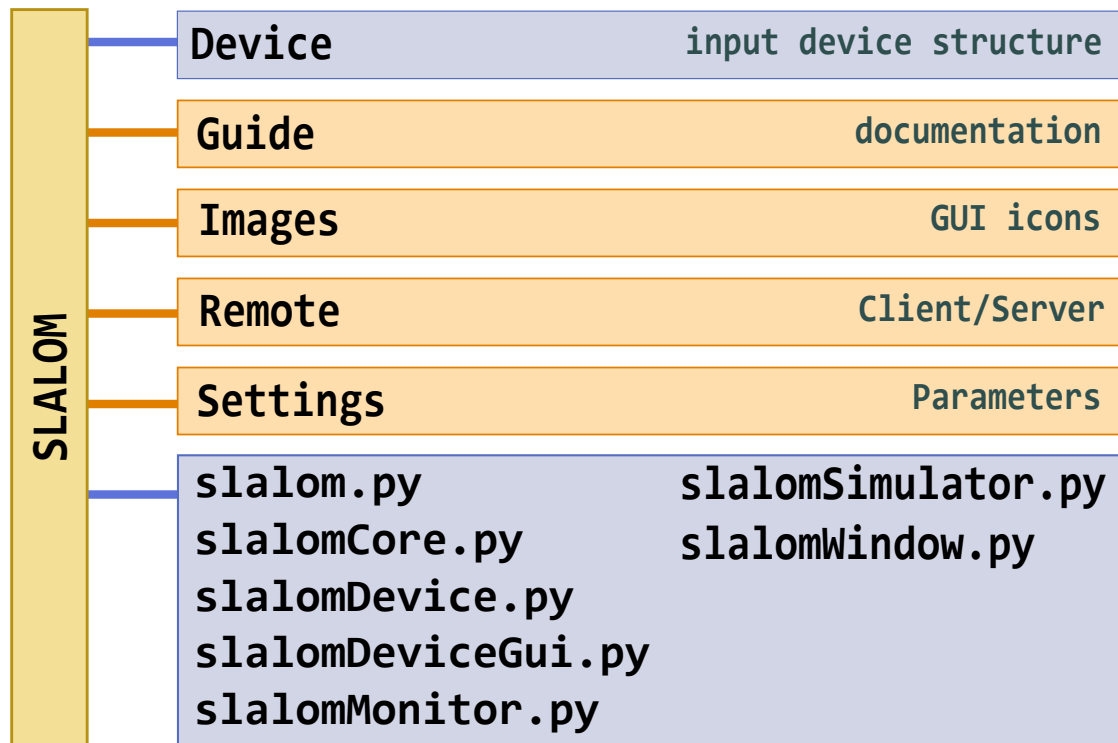 SLALOM
Device input device structure
Guide documentation
Images GUI icons
Remote Client/Server
Settings Parameters
slalom.py slalomSimulator.py
slalomCore.py slalomWindow.py
slalomDevice.py
slalomDeviceGui.py
slalomMonitor.py